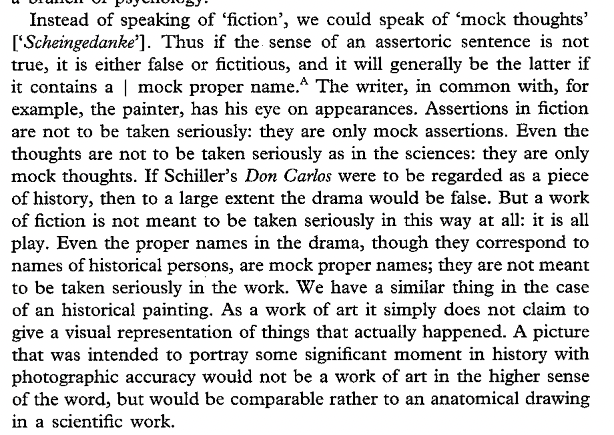 a branch of psychology.
Instead of speaking of 'fiction', we could speak of 'mock thoughts'
['Scheingedanke']. Thus if the sense of an assertoric sentence is not
true, it is either false or fictitious, and it will generally be the latter if
it contains a | mock proper name.ᴬ The writer, in common with, for
example, the painter, has his eye on appearances. Assertions in fiction
are not to be taken seriously: they are only mock assertions. Even the
thoughts are not to be taken seriously as in the sciences: they are only
mock thoughts. If Schiller's Don Carlos were to be regarded as a piece
of history, then to a large extent the drama would be false. But a work
of fiction is not meant to be taken seriously in this way at all: it is all
play. Even the proper names in the drama, though they correspond to
names of historical persons, are mock proper names; they are not meant
to be taken seriously in the work. We have a similar thing in the case
of an historical painting. As a work of art it simply does not claim to
give a visual representation of things that actually happened. A picture
that was intended to portray some significant moment in history with
photographic accuracy would not be a work of art in the higher sense
of the word, but would be comparable rather to an anatomical drawing
in a scientific work.